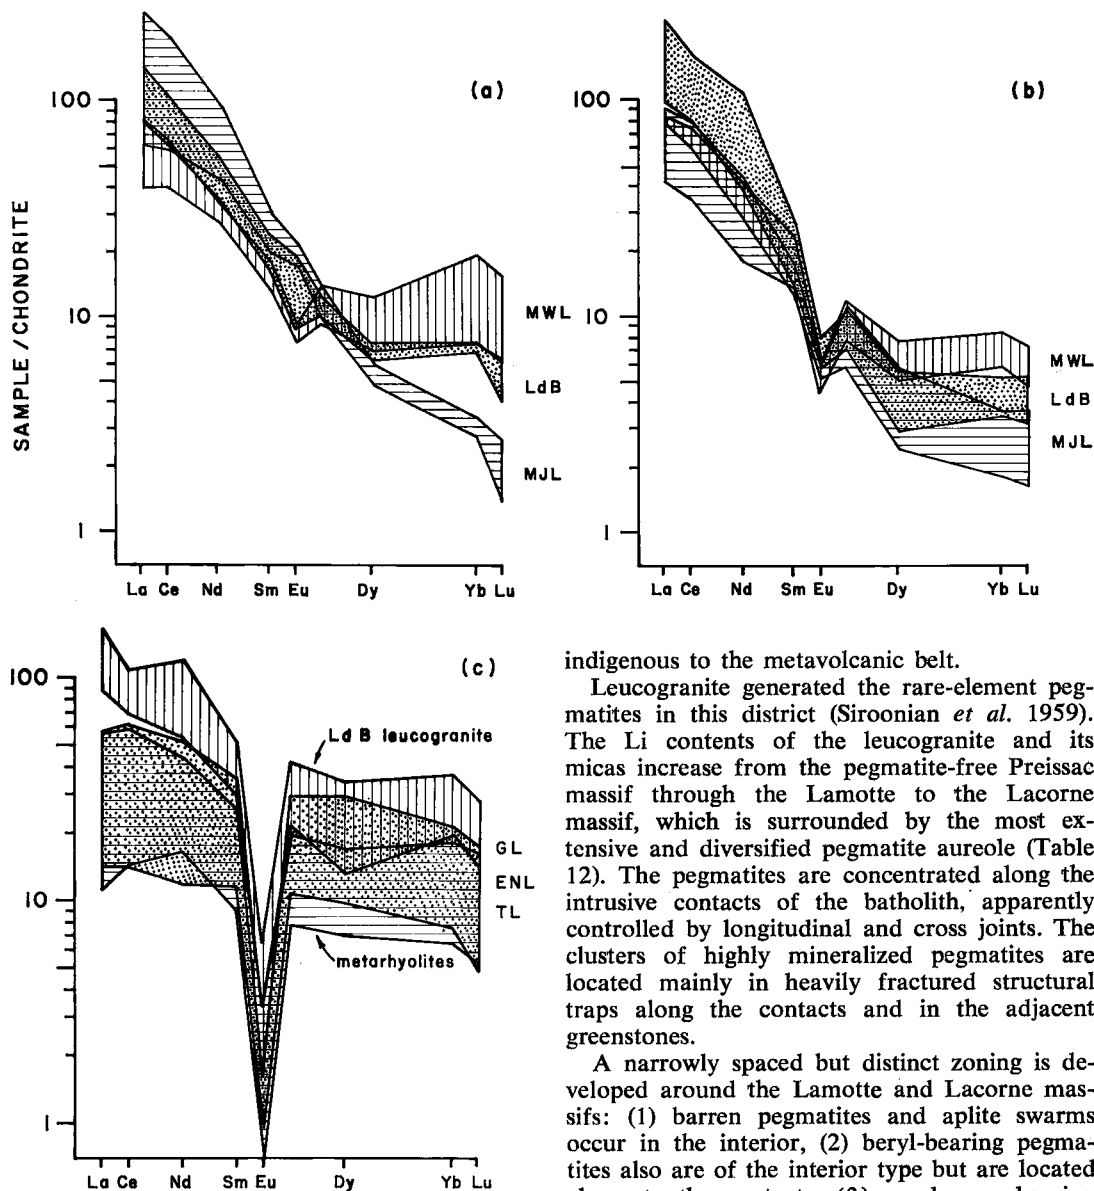 (a)
100
10
1
SAMPLE/CHONDRITE
MWL
LdB
MJL
La Ce Nd Sm Eu Dy Yb Lu
(b)
100
10
1
MWL
LdB
MJL
La Ce Nd Sm Eu Dy Yb Lu
(c)
100
10
1
LdB leucogranite
GL
ENL
TL
metarhyolites
La Ce Nd Sm Eu Dy Yb Lu
indigenous to the metavolcanic belt.
Leucogranite generated the rare-element peg-
matites in this district (Siroonian et al. 1959).
The Li contents of the leucogranite and its
micas increase from the pegmatite-free Preissac
massif through the Lamotte to the Lacorne
massif, which is surrounded by the most ex-
tensive and diversified pegmatite aureole (Table
12). The pegmatites are concentrated along the
intrusive contacts of the batholith, apparently
controlled by longitudinal and cross joints. The
clusters of highly mineralized pegmatites are
located mainly in heavily fractured structural
traps along the contacts and in the adjacent
greenstones.
A narrowly spaced but distinct zoning is de-
veloped around the Lamotte and Lacorne mas-
sifs: (1) barren pegmatites and aplite swarms
occur in the interior, (2) beryl-bearing pegma-
tites also are of the interior type but are located